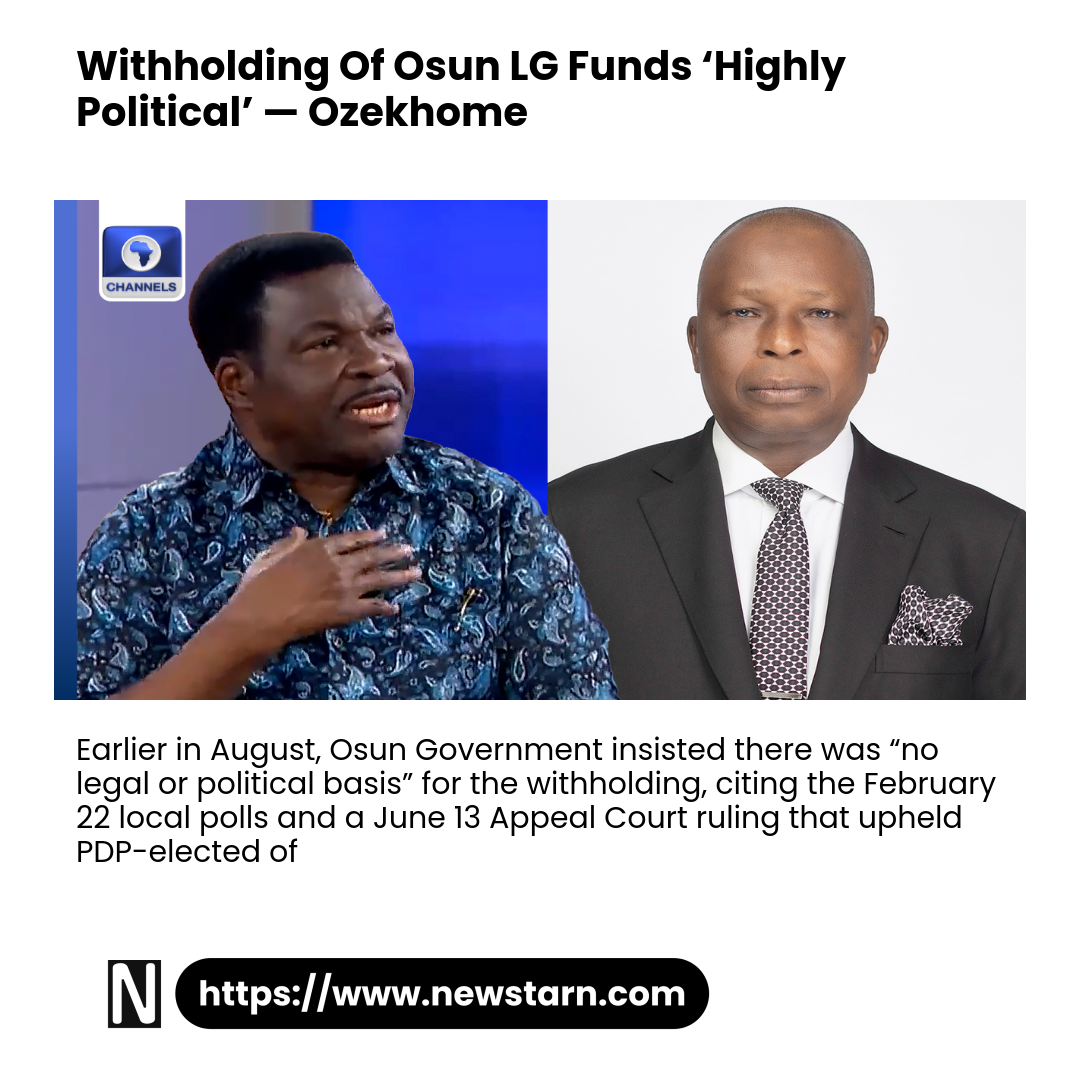 Withholding Of Osun LG Funds ‘Highly
Political’ — Ozekhome
CHANNELS
Earlier in August, Osun Government insisted there was “no
legal or political basis” for the withholding, citing the February
22 local polls and a June 13 Appeal Court ruling that upheld
PDP-elected of
N
https://www.newstarn.com